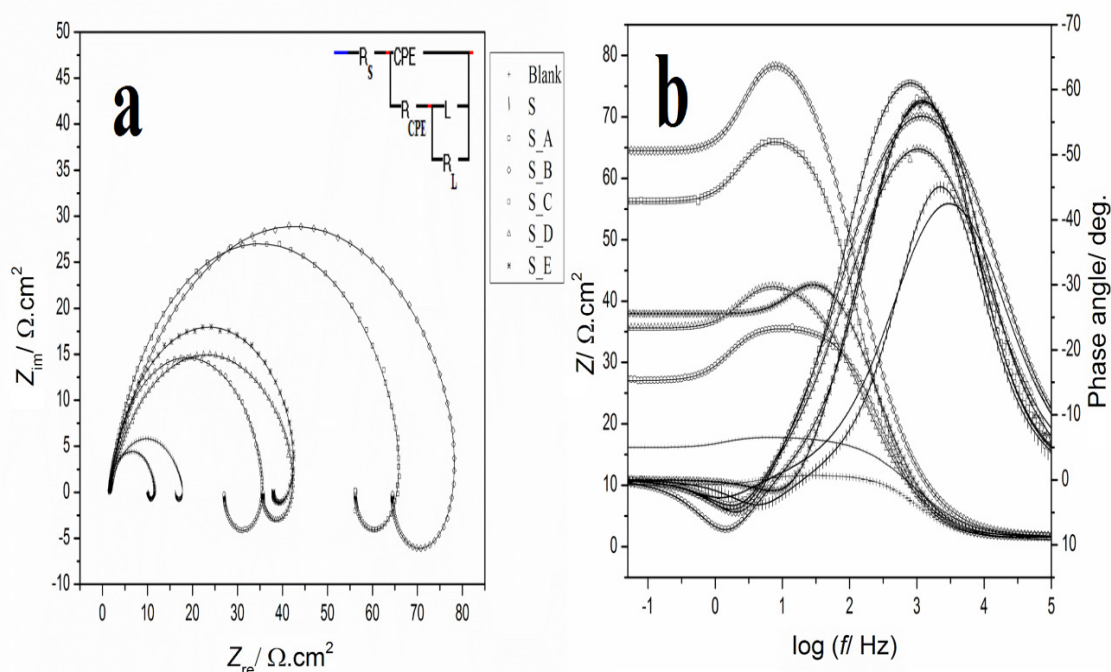 a
50
45
40
35
30
25
20
15
10
5
0
-5
-10
Z_im/ Ω.cm²
0 10 20 30 40 50 60 70 80
Z_re/ Ω.cm²
R_S CPE
R_CPE L
R_L
Blank
S
S_A
S_B
S_C
S_D
S_E
b
80
70
60
50
40
30
20
10
0
Z/ Ω.cm²
-1 0 1 2 3 4 5
log (f/ Hz)
-70
-60
-50
-40
-30
-20
-10
0
10
Phase angle/ deg.